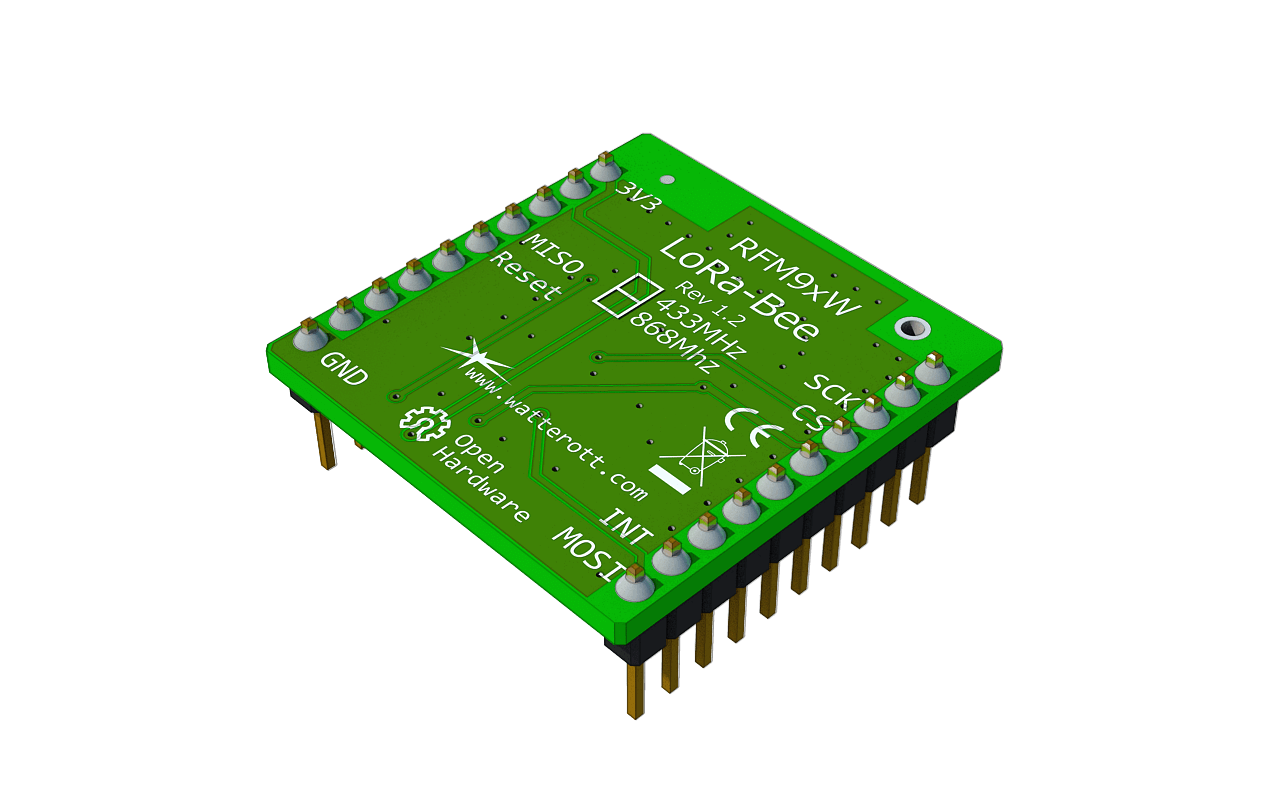 3V3
MISO
Reset
GND
RFM9xW
LoRa-Bee
Rev 1.2
433MHz
868Mhz
SCK
CS
CE
www.watterott.com
Open
Hardware
INT
MOSI